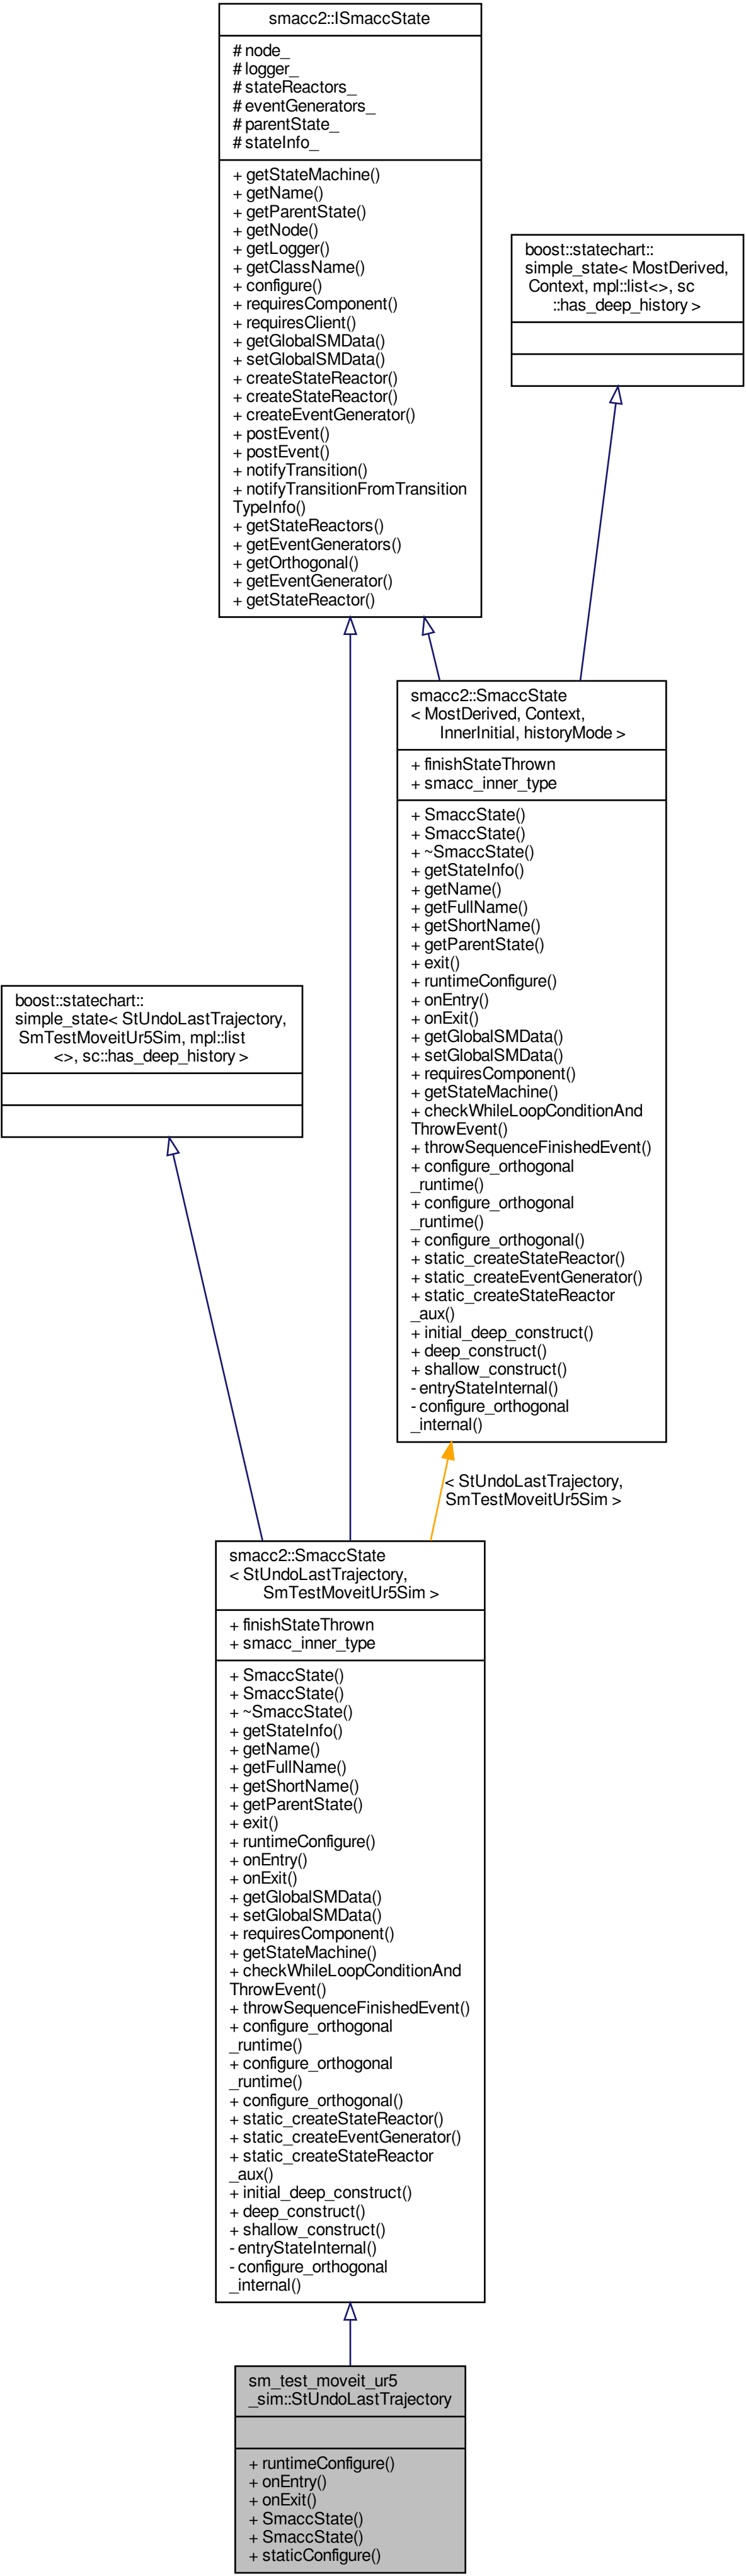 smacc2::ISmaccState
# node_
# logger_
# stateReactors_
# eventGenerators_
# parentState_
# stateInfo_
+ getStateMachine()
+ getName()
+ getParentState()
+ getNode()
+ getLogger()
+ getClassName()
+ configure()
+ requiresComponent()
+ requiresClient()
+ getGlobalSMData()
+ setGlobalSMData()
+ createStateReactor()
+ createStateReactor()
+ createEventGenerator()
+ postEvent()
+ postEvent()
+ notifyTransition()
+ notifyTransitionFromTransition
TypeInfo()
+ getStateReactors()
+ getEventGenerators()
+ getOrthogonal()
+ getEventGenerator()
+ getStateReactor()
boost::statechart::
simple_state< MostDerived,
Context, mpl::list<>, sc
::has_deep_history >
smacc2::SmaccState
< MostDerived, Context,
InnerInitial, historyMode >
+ finishStateThrown
+ smacc_inner_type
+ SmaccState()
+ SmaccState()
+ ~SmaccState()
+ getStateInfo()
+ getName()
+ getFullName()
+ getShortName()
+ getParentState()
+ exit()
+ runtimeConfigure()
+ onEntry()
+ onExit()
+ getGlobalSMData()
+ setGlobalSMData()
+ requiresComponent()
+ getStateMachine()
+ checkWhileLoopConditionAnd
ThrowEvent()
+ throwSequenceFinishedEvent()
+ configure_orthogonal
_runtime()
+ configure_orthogonal
_runtime()
+ configure_orthogonal()
+ static_createStateReactor()
+ static_createEventGenerator()
+ static_createStateReactor
_aux()
+ initial_deep_construct()
+ deep_construct()
+ shallow_construct()
- entryStateInternal()
- configure_orthogonal
_internal()
boost::statechart::
simple_state< StUndoLastTrajectory,
SmTestMoveitUr5Sim, mpl::list
<>, sc::has_deep_history >
< StUndoLastTrajectory,
SmTestMoveitUr5Sim >
smacc2::SmaccState
< StUndoLastTrajectory,
SmTestMoveitUr5Sim >
+ finishStateThrown
+ smacc_inner_type
+ SmaccState()
+ SmaccState()
+ ~SmaccState()
+ getStateInfo()
+ getName()
+ getFullName()
+ getShortName()
+ getParentState()
+ exit()
+ runtimeConfigure()
+ onEntry()
+ onExit()
+ getGlobalSMData()
+ setGlobalSMData()
+ requiresComponent()
+ getStateMachine()
+ checkWhileLoopConditionAnd
ThrowEvent()
+ throwSequenceFinishedEvent()
+ configure_orthogonal
_runtime()
+ configure_orthogonal
_runtime()
+ configure_orthogonal()
+ static_createStateReactor()
+ static_createEventGenerator()
+ static_createStateReactor
_aux()
+ initial_deep_construct()
+ deep_construct()
+ shallow_construct()
- entryStateInternal()
- configure_orthogonal
_internal()
sm_test_moveit_ur5
_sim::StUndoLastTrajectory
+ runtimeConfigure()
+ onEntry()
+ onExit()
+ SmaccState()
+ SmaccState()
+ staticConfigure()